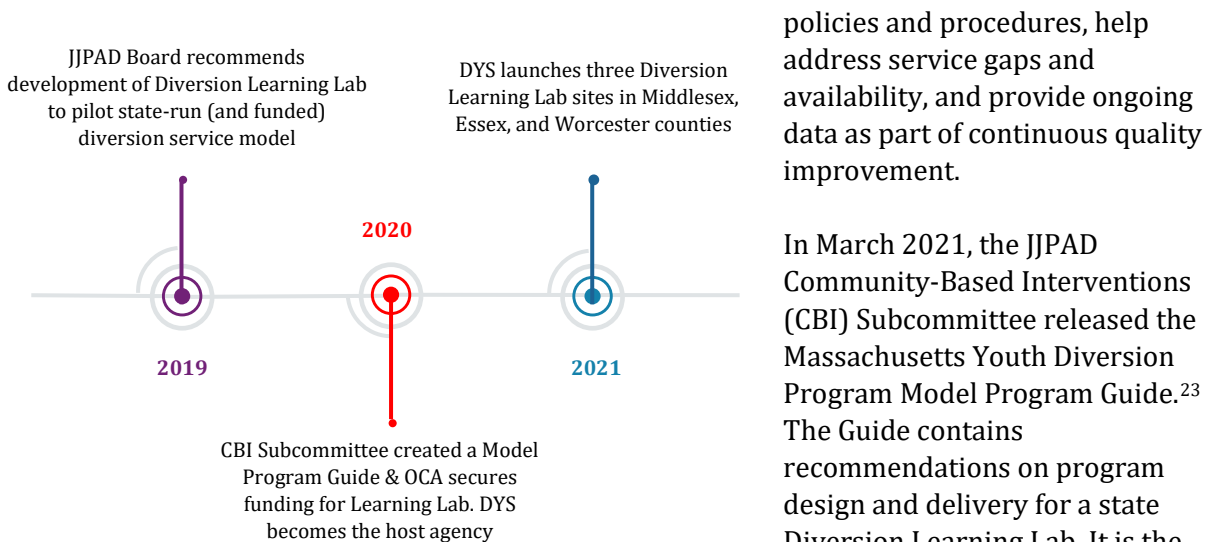 JJPAD Board recommends
development of Diversion Learning Lab
to pilot state-run (and funded)
diversion service model
DYS launches three Diversion
Learning Lab sites in Middlesex,
Essex, and Worcester counties
2020
2019
2021
CBI Subcommittee created a Model
Program Guide & OCA secures
funding for Learning Lab. DYS
becomes the host agency
policies and procedures, help
address service gaps and
availability, and provide ongoing
data as part of continuous quality
improvement.
In March 2021, the JJPAD
Community-Based Interventions
(CBI) Subcommittee released the
Massachusetts Youth Diversion
Program Model Program Guide.23
The Guide contains
recommendations on program
design and delivery for a state
Diversion Learning Lab. It is the